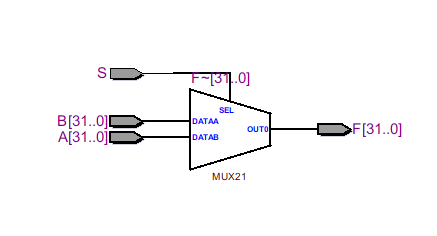 S
F~[31..0]
SEL
B[31..0]
DATAA
A[31..0]
DATAB
OUT0
F[31..0]
MUX21